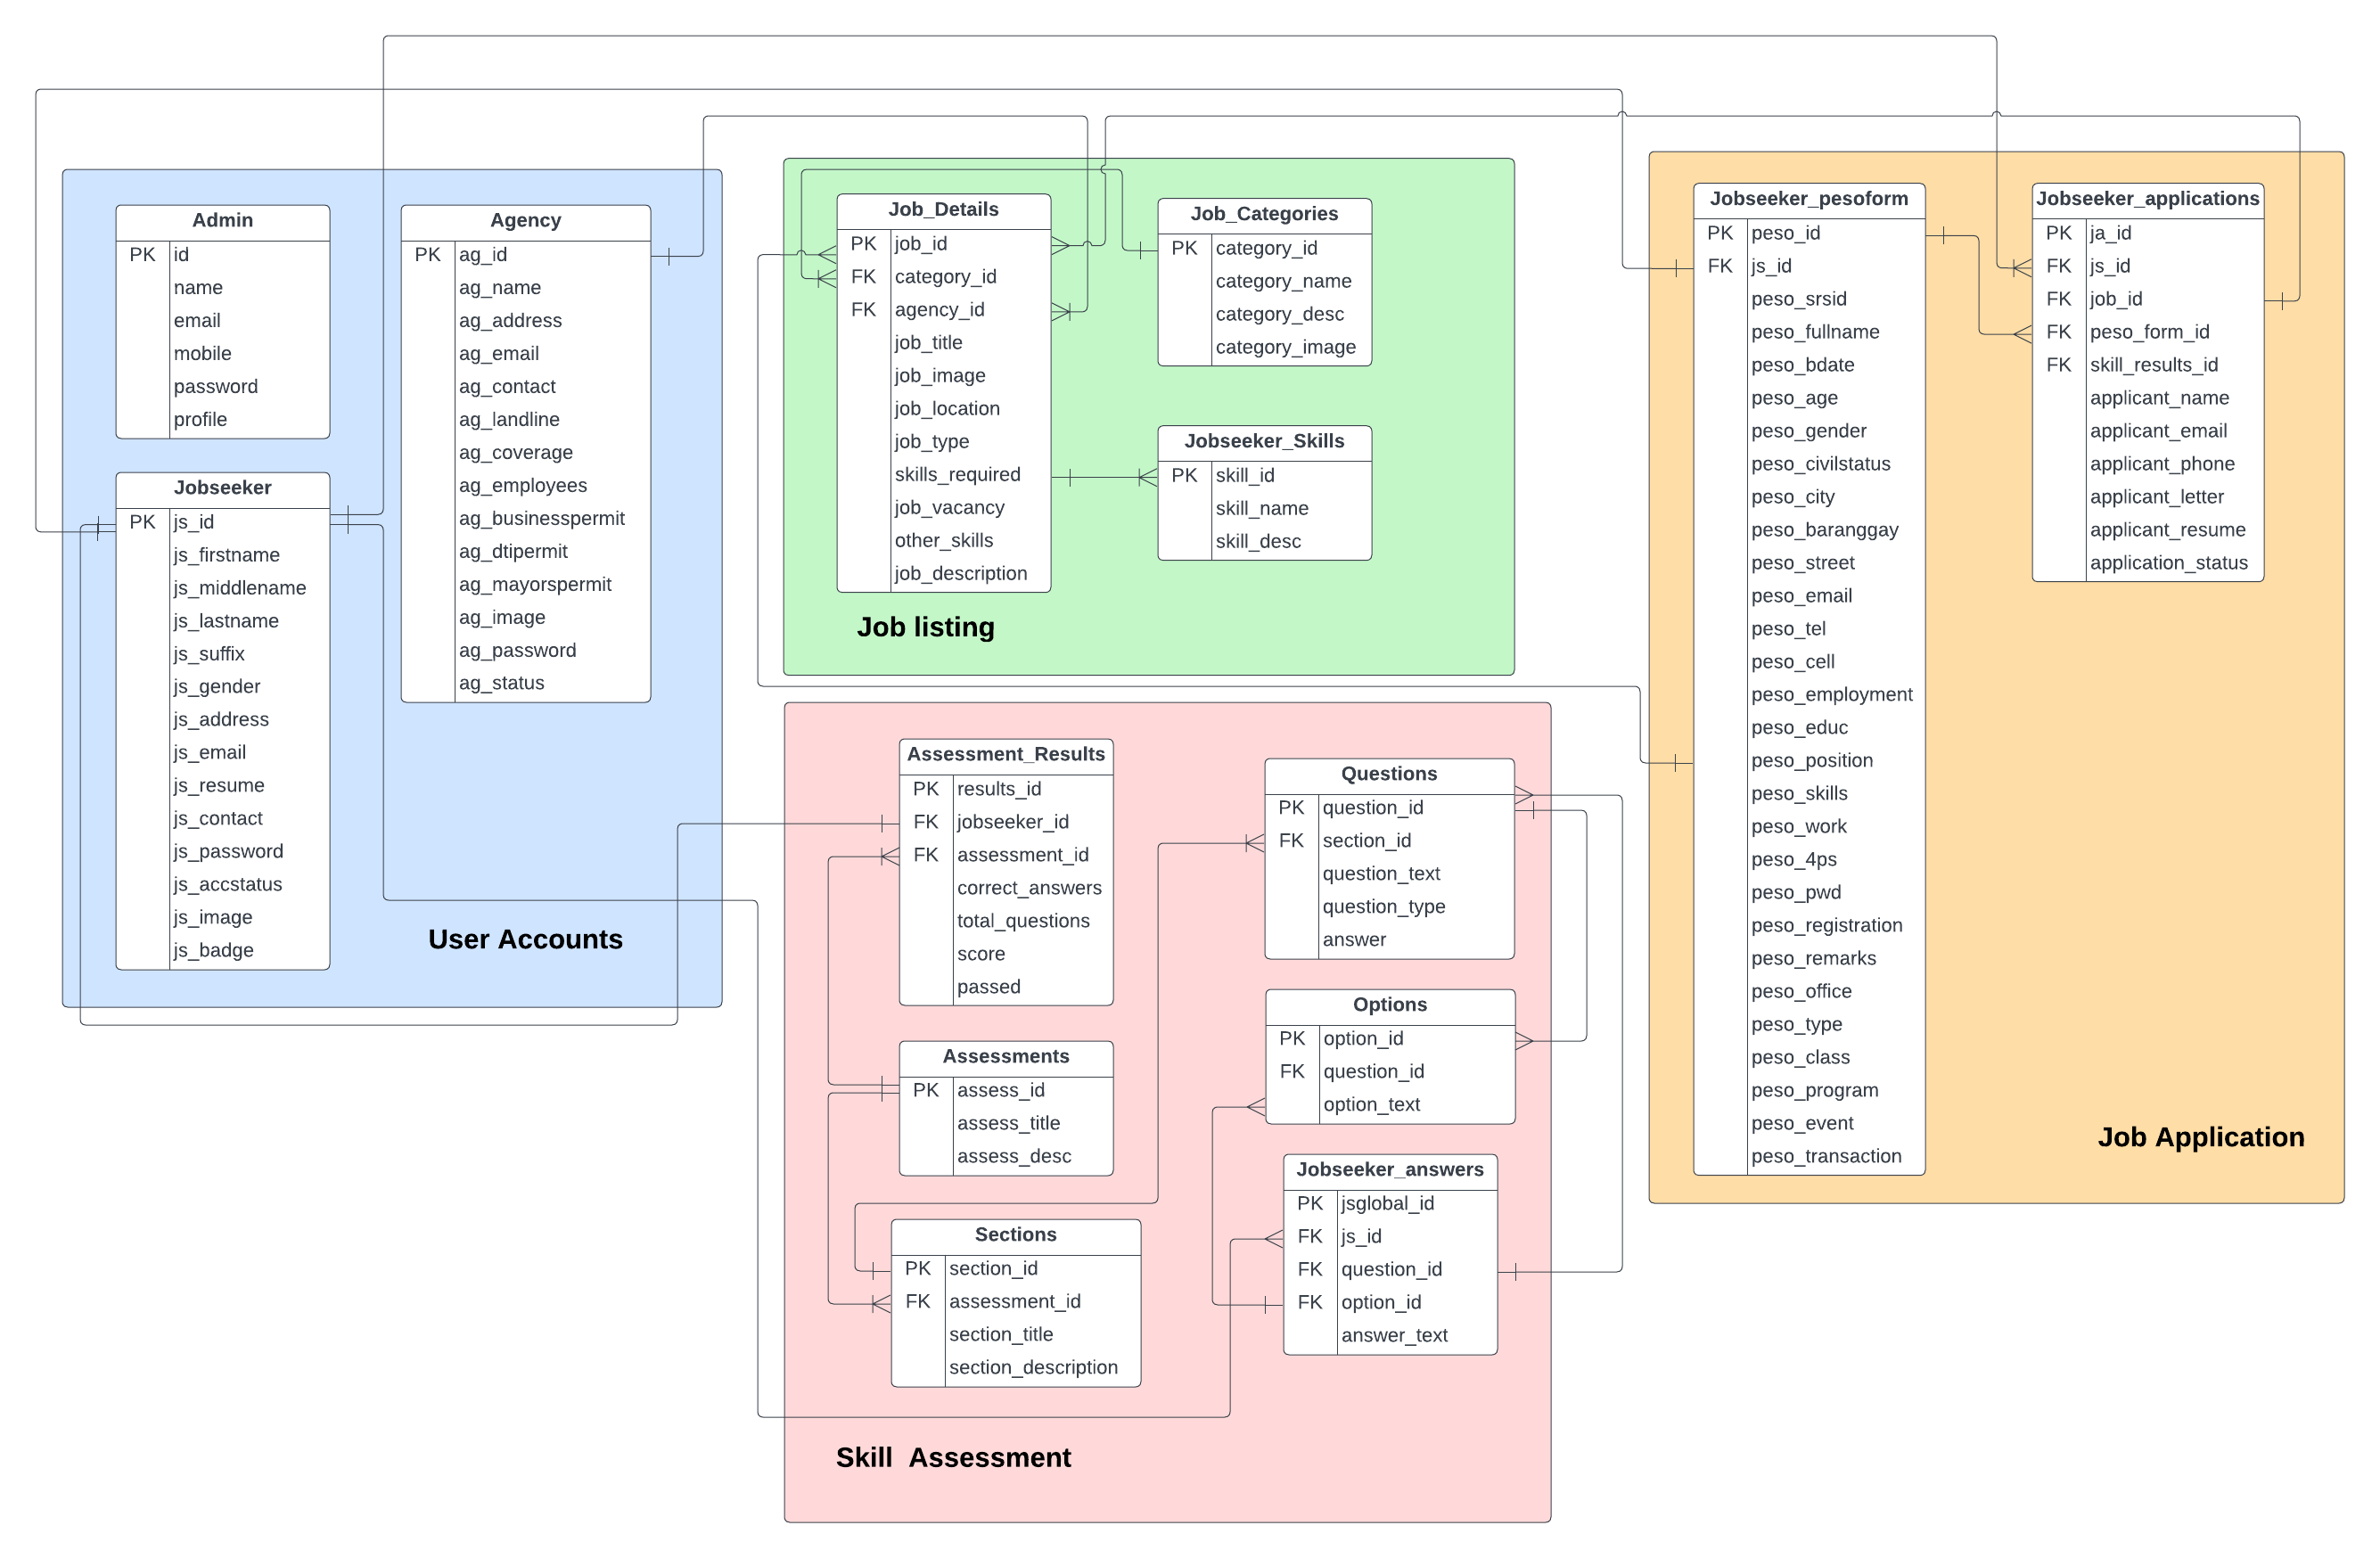 Admin
PK id
name
email
mobile
password
profile
Jobseeker
PK js_id
js_firstname
js_middlename
js_lastname
js_suffix
js_gender
js_address
js_email
js_resume
js_contact
js_password
js_accstatus
js_image
js_badge
Agency
PK ag_id
ag_name
ag_address
ag_email
ag_contact
ag_landline
ag_coverage
ag_employees
ag_businesspermit
ag_dtipermit
ag_mayorspermit
ag_image
ag_password
ag_status
User Accounts
Job_Details
PK job_id
FK category_id
FK agency_id
job_title
job_image
job_location
job_type
skills_required
job_vacancy
other_skills
job_description
Job_Categories
PK category_id
category_name
category_desc
category_image
Jobseeker_Skills
PK skill_id
skill_name
skill_desc
Job listing
Assessment_Results
PK results_id
FK jobseeker_id
FK assessment_id
correct_answers
total_questions
score
passed
Assessments
PK assess_id
assess_title
assess_desc
Sections
PK section_id
FK assessment_id
section_title
section_description
Questions
PK question_id
FK section_id
question_text
question_type
answer
Options
PK option_id
FK question_id
option_text
Jobseeker_answers
PK jsglobal_id
FK js_id
FK question_id
FK option_id
answer_text
Skill Assessment
Jobseeker_pesoform
PK peso_id
FK js_id
peso_srsid
peso_fullname
peso_bdate
peso_age
peso_gender
peso_civilstatus
peso_city
peso_baranggay
peso_street
peso_email
peso_tel
peso_cell
peso_employment
peso_educ
peso_position
peso_skills
peso_work
peso_4ps
peso_pwd
peso_registration
peso_remarks
peso_office
peso_type
peso_class
peso_program
peso_event
peso_transaction
Jobseeker_applications
PK ja_id
FK js_id
FK job_id
FK peso_form_id
FK skill_results_id
applicant_name
applicant_email
applicant_phone
applicant_letter
applicant_resume
application_status
Job Application